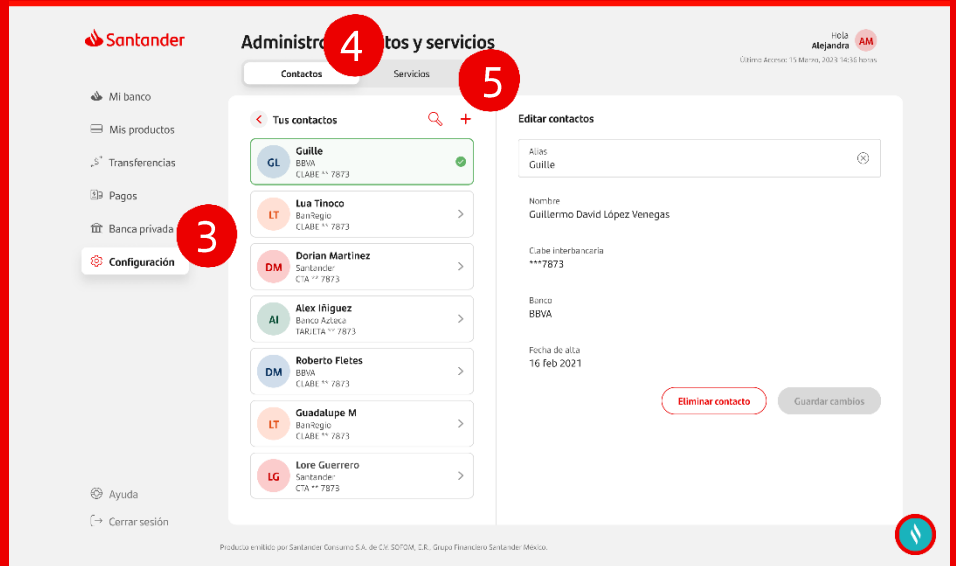 Santander
Administra tos y servicios
4
Hola
Alejandra
AM
Último Acceso: 15 Marzo, 2023 14:36 horas
Contactos
Servicios
5
Mi banco
Mis productos
Transferencias
Pagos
Banca privada
3
Configuración
Ayuda
Cerrar sesión
Tus contactos
GL
Guille
BBVA
CLABE ** 7873
LT
Lua Tinoco
BanRegio
CLABE ** 7873
DM
Dorian Martinez
Santander
CTA ** 7873
AI
Alex Iñiguez
Banco Azteca
TARJETA ** 7873
DM
Roberto Fletes
BBVA
CLABE ** 7873
LT
Guadalupe M
BanRegio
CLABE ** 7873
LG
Lore Guerrero
Santander
CTA ** 7873
Editar contactos
Alias
Guille
Nombre
Guillermo David López Venegas
Clabe interbancaria
***7873
Banco
BBVA
Fecha de alta
16 feb 2021
Eliminar contacto
Guardar cambios
Producto emitido por Santander Consumo S.A. de C.V. SOFOM, E.R., Grupo Financiero Santander México.